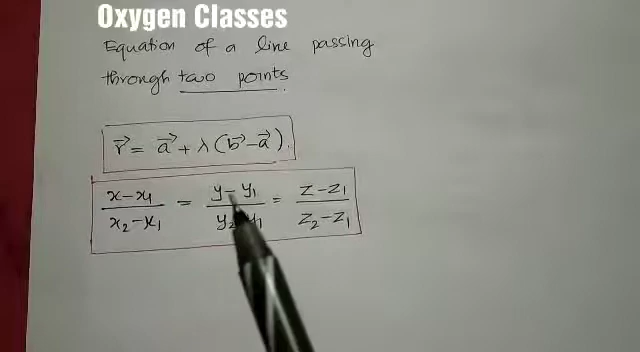 Oxygen Classes
Equation of a line passing
through two points.
r⃗ = a⃗ + λ (b⃗ - a⃗).
x-x₁/x₂-x₁ = y-y₁/y₂-y₁ = z-z₁/z₂-z₁